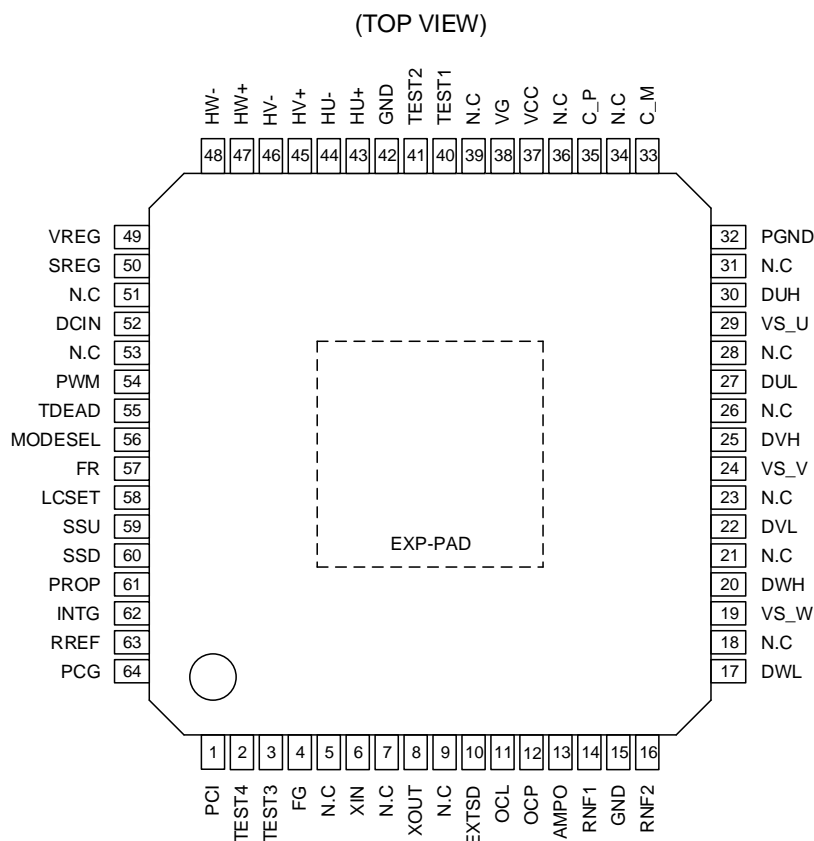 (TOP VIEW)
HW- HW+ HV- HV+ HU- HU+ GND TEST2 TEST1 N.C VG VCC N.C C_P N.C C_M
48 47 46 45 44 43 42 41 40 39 38 37 36 35 34 33
VREG 49
SREG 50
N.C 51
DCIN 52
N.C 53
PWM 54
TDEAD 55
MODESEL 56
FR 57
LCSET 58
SSU 59
SSD 60
PROP 61
INTG 62
RREF 63
PCG 64
EXP-PAD
32 PGND
31 N.C
30 DUH
29 VS_U
28 N.C
27 DUL
26 N.C
25 DVH
24 VS_V
23 N.C
22 DVL
21 N.C
20 DWH
19 VS_W
18 N.C
17 DWL
1 2 3 4 5 6 7 8 9 10 11 12 13 14 15 16
PCI TEST4 TEST3 FG N.C XIN N.C XOUT N.C EXTSD OCL OCP AMPO RNF1 GND RNF2